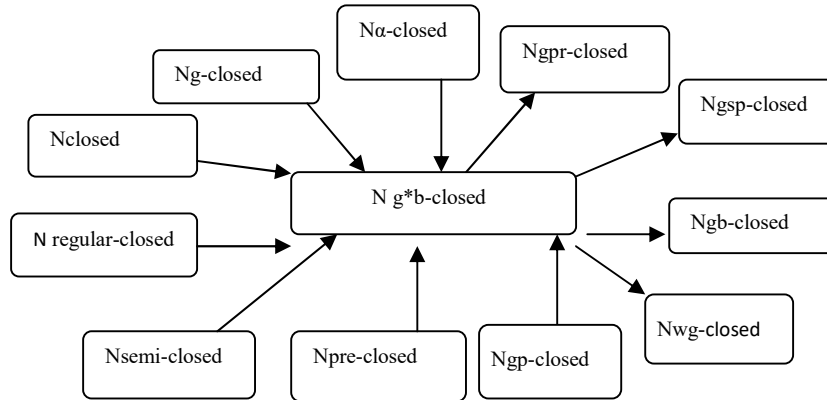 Nα-closed
Ngpr-closed
Ng-closed
Ngsp-closed
Nclosed
N g*b-closed
Ngb-closed
N regular-closed
Nwg-closed
Nsemi-closed
Npre-closed
Ngp-closed